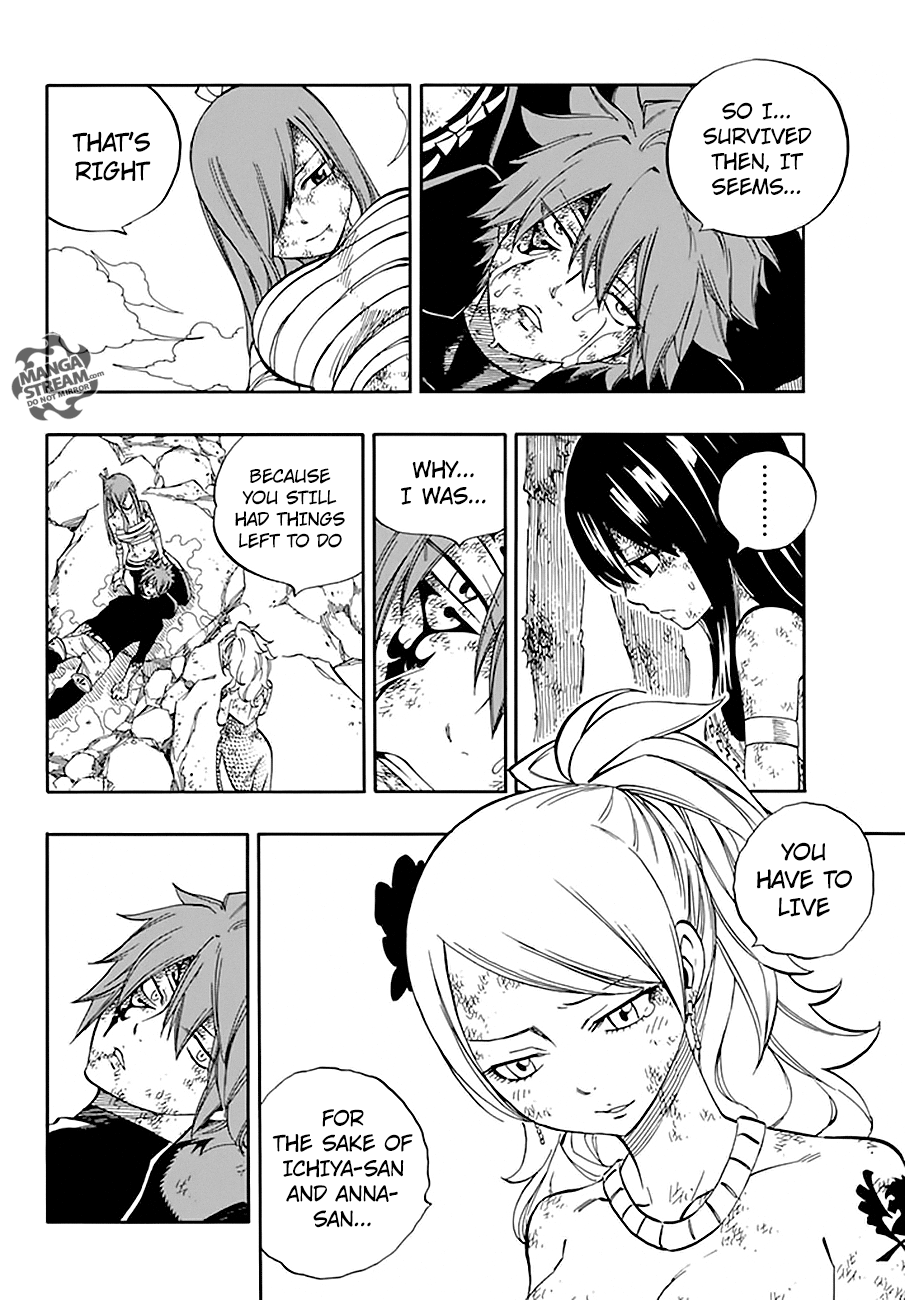 SO I...
SURVIVED
THEN, IT
SEEMS...
THAT'S
RIGHT
MANGA
STREAM.com
DO NOT MIRROR
.......
WHY...
I WAS...
BECAUSE
YOU STILL
HAD THINGS
LEFT TO DO
YOU
HAVE TO
LIVE
FOR
THE SAKE OF
ICHIYA-SAN
AND ANNA-
SAN...